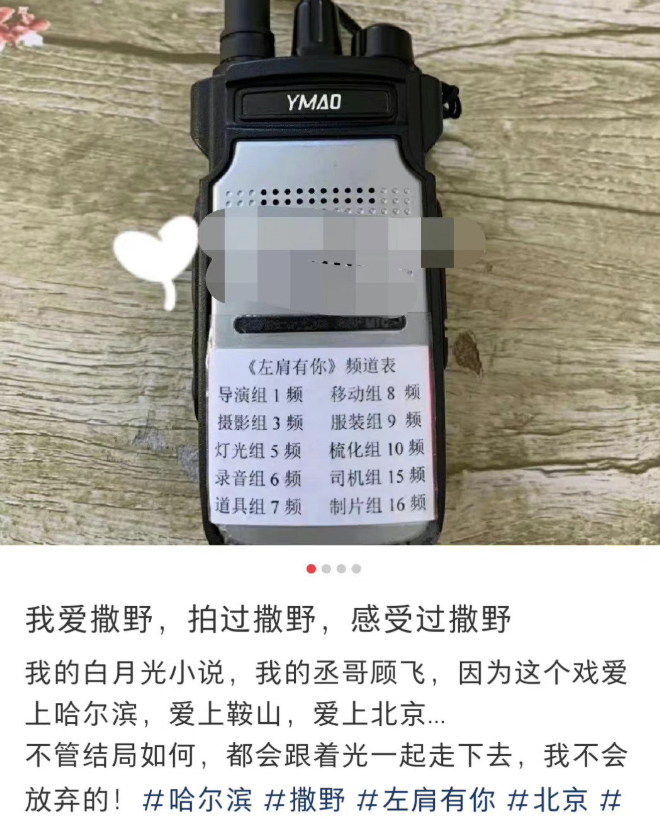 YMAO
《左肩有你》频道表
导演组 1 频 移动组 8 频
摄影组 3 频 服装组 9 频
灯光组 5 频 梳化组 10 频
录音组 6 频 司机组 15 频
道具组 7 频 制片组 16 频
我爱撒野，拍过撒野，感受过撒野
我的白月光小说，我的丞哥顾飞，因为这个戏爱
上哈尔滨，爱上鞍山，爱上北京...
不管结局如何，都会跟着光一起走下去，我不会
放弃的！#哈尔滨 #撒野 #左肩有你 #北京 #